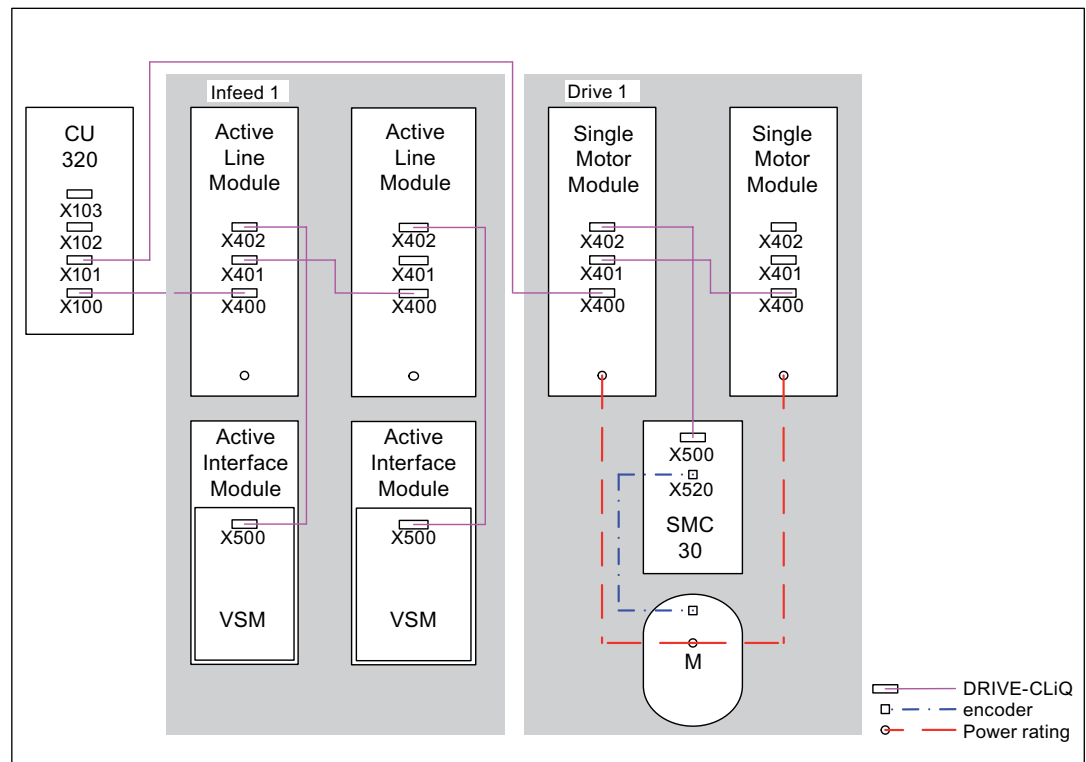 Infeed 1
Drive 1
CU
320
X103
X102
X101
X100
Active
Line
Module
X402
X401
X400
Active
Line
Module
X402
X401
X400
Single
Motor
Module
X402
X401
X400
Single
Motor
Module
X402
X401
X400
Active
Interface
Module
X500
VSM
Active
Interface
Module
X500
VSM
X500
X520
SMC
30
M
DRIVE-CLiQ
encoder
Power rating